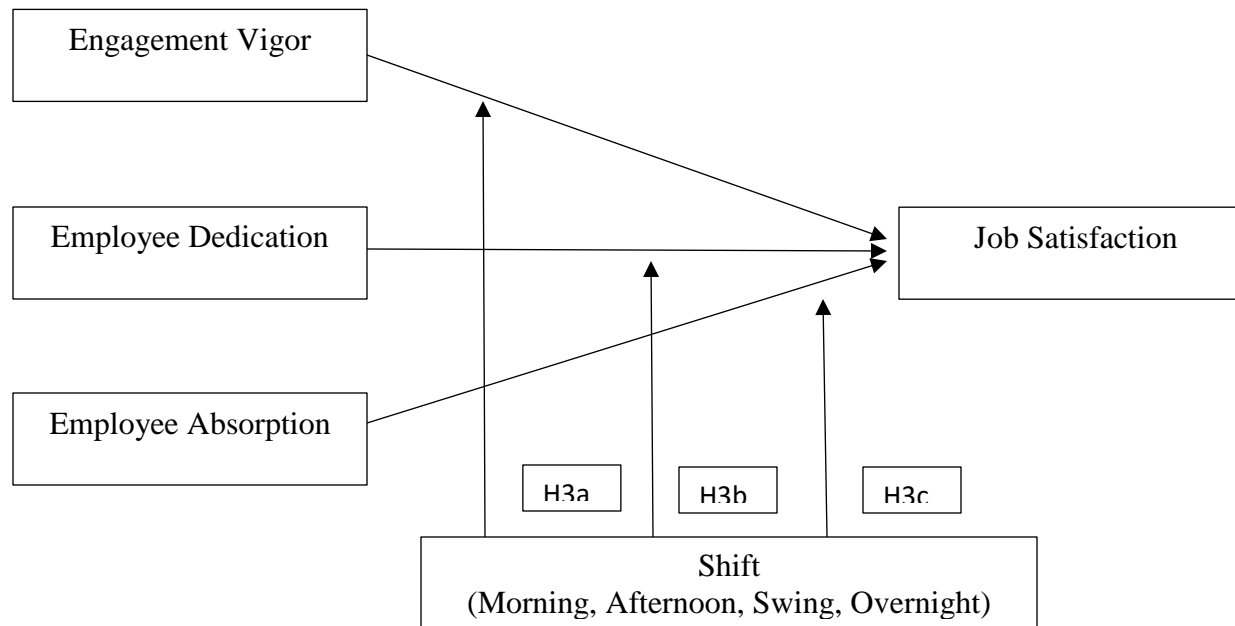 Engagement Vigor
Employee Dedication
Job Satisfaction
Employee Absorption
H3a
H3b
H3c
Shift
(Morning, Afternoon, Swing, Overnight)